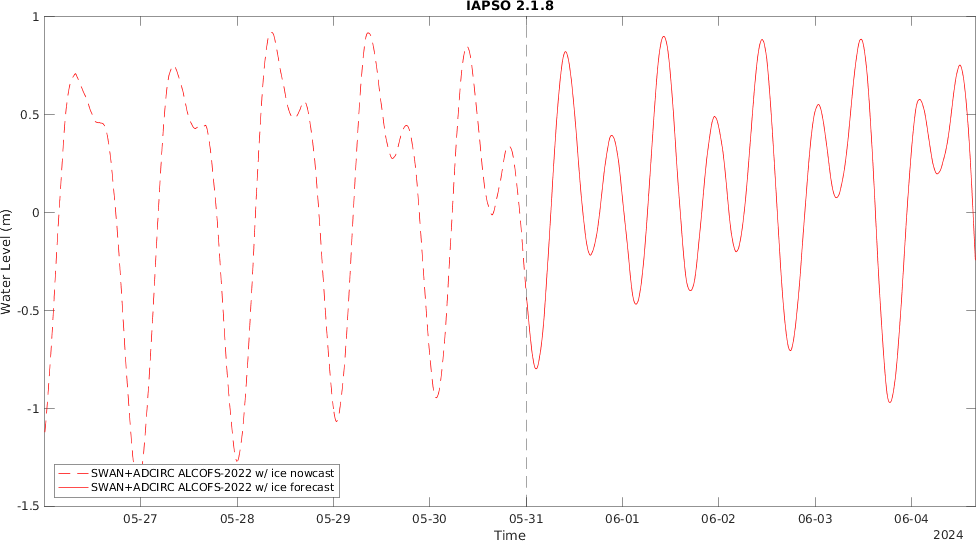 IAPSO 2.1.8
1
0.5
0
-0.5
-1
-1.5
Water Level (m)
SWAN+ADCIRC ALCOFS-2022 w/ ice nowcast
SWAN+ADCIRC ALCOFS-2022 w/ ice forecast
05-27 05-28 05-29 05-30 05-31 06-01 06-02 06-03 06-04
Time
2024